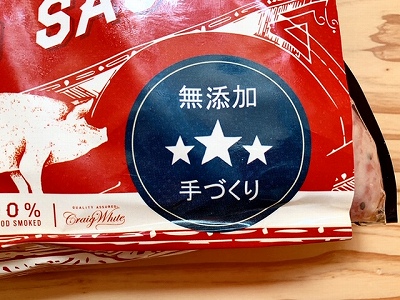 SA
無添加
手づくり
0%
OD SMOKED
QUALITY ASSURED
Craig White